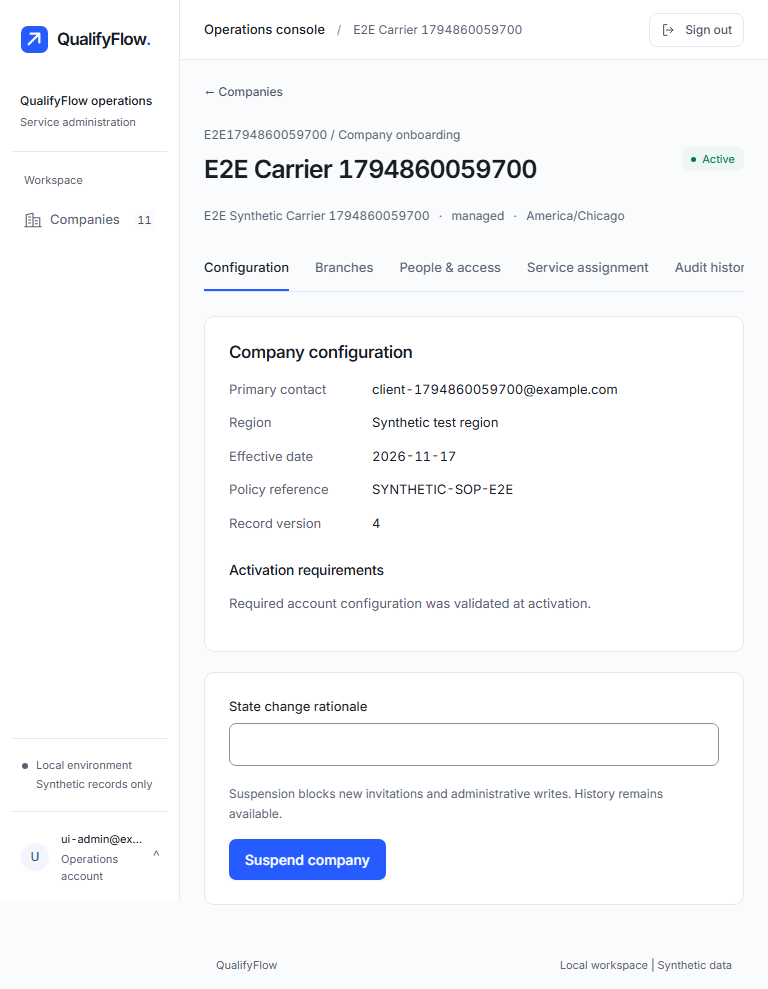 QualifyFlow.
Operations console / E2E Carrier 1794860059700
Sign out
QualifyFlow operations
Service administration
Workspace
Companies 11
← Companies
E2E1794860059700 / Company onboarding
E2E Carrier 1794860059700
Active
E2E Synthetic Carrier 1794860059700 · managed · America/Chicago
Configuration Branches People & access Service assignment Audit histor
Company configuration
Primary contact client-1794860059700@example.com
Region Synthetic test region
Effective date 2026-11-17
Policy reference SYNTHETIC-SOP-E2E
Record version 4
Activation requirements
Required account configuration was validated at activation.
State change rationale
Suspension blocks new invitations and administrative writes. History remains
available.
Suspend company
Local environment
Synthetic records only
U
ui-admin@ex...
Operations
account
^
QualifyFlow
Local workspace | Synthetic data